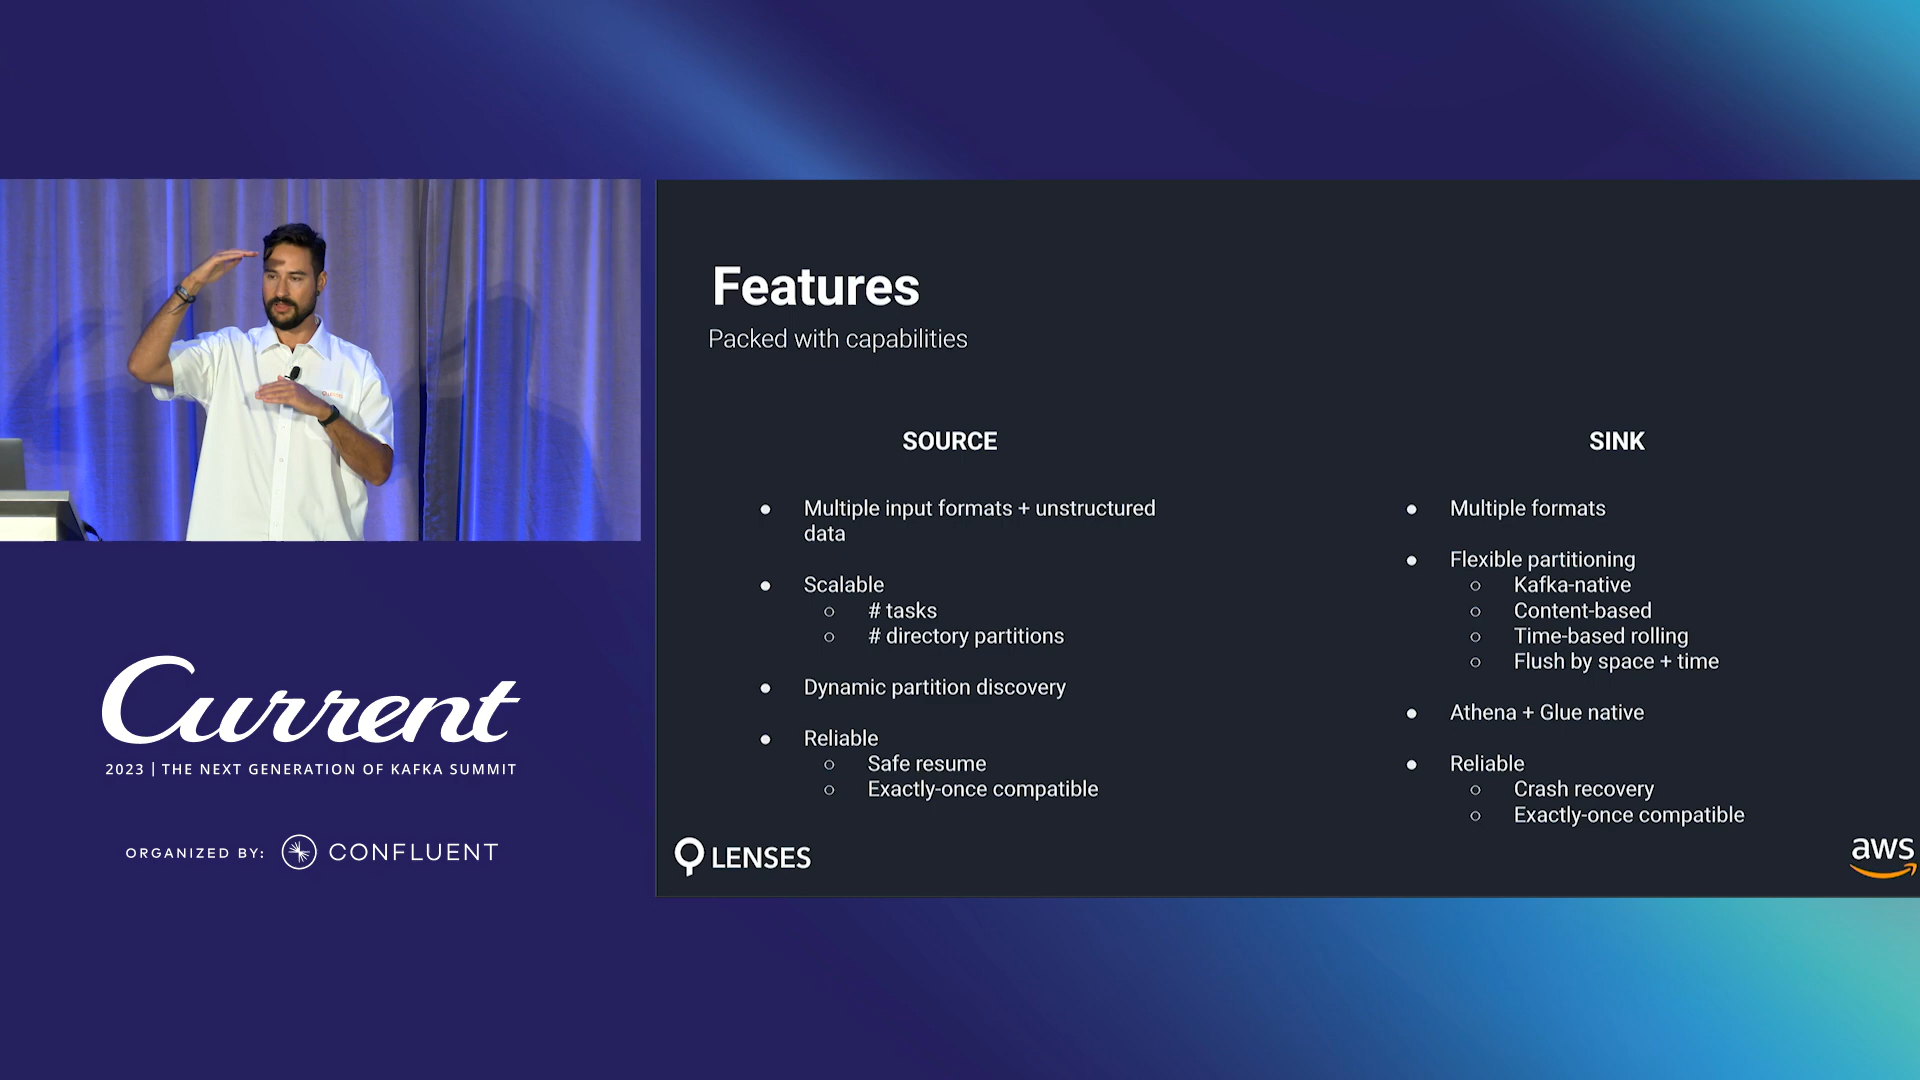 Features
Packed with capabilities
SOURCE
● Multiple input formats + unstructured
data
● Scalable
○ # tasks
○ # directory partitions
● Dynamic partition discovery
● Reliable
○ Safe resume
○ Exactly-once compatible
SINK
● Multiple formats
● Flexible partitioning
○ Kafka-native
○ Content-based
○ Time-based rolling
○ Flush by space + time
● Athena + Glue native
● Reliable
○ Crash recovery
○ Exactly-once compatible
LENSES
aws
Current
2023 | THE NEXT GENERATION OF KAFKA SUMMIT
ORGANIZED BY: CONFLUENT